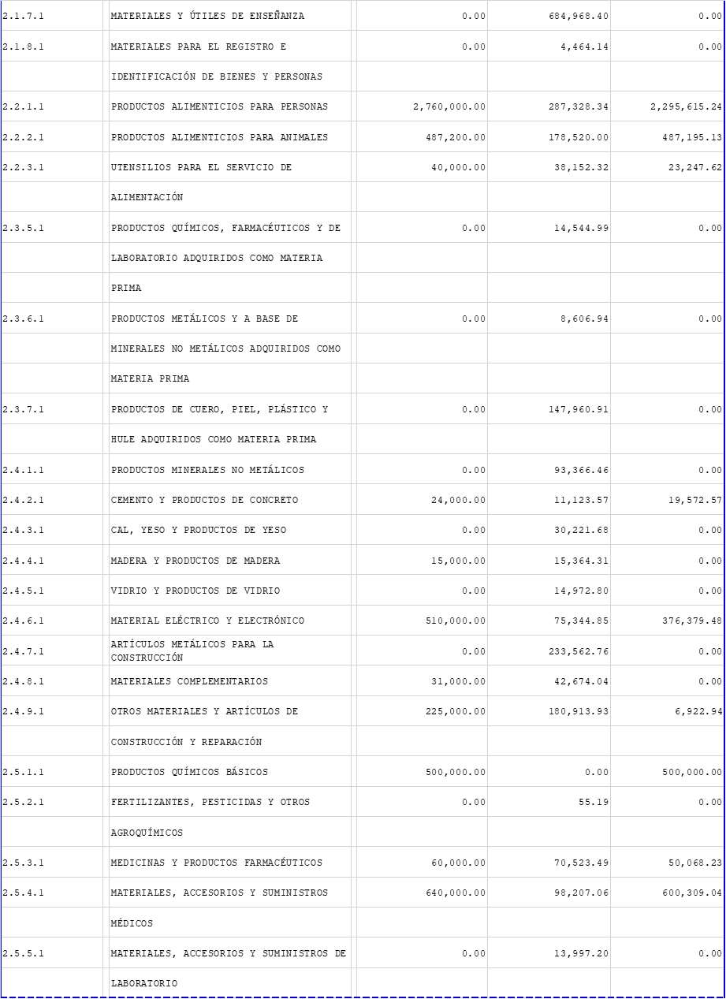 2.1.7.1 MATERIALES Y ÚTILES DE ENSEÑANZA 0.00 684,968.40 0.00
2.1.8.1 MATERIALES PARA EL REGISTRO E 0.00 4,464.14 0.00
IDENTIFICACIÓN DE BIENES Y PERSONAS
2.2.1.1 PRODUCTOS ALIMENTICIOS PARA PERSONAS 2,760,000.00 287,328.34 2,295,615.24
2.2.2.1 PRODUCTOS ALIMENTICIOS PARA ANIMALES 487,200.00 178,520.00 487,195.13
2.2.3.1 UTENSILIOS PARA EL SERVICIO DE 40,000.00 38,152.32 23,247.62
ALIMENTACIÓN
2.3.5.1 PRODUCTOS QUÍMICOS, FARMACÉUTICOS Y DE 0.00 14,544.99 0.00
LABORATORIO ADQUIRIDOS COMO MATERIA
PRIMA
2.3.6.1 PRODUCTOS METÁLICOS Y A BASE DE 0.00 8,606.94 0.00
MINERALES NO METÁLICOS ADQUIRIDOS COMO
MATERIA PRIMA
2.3.7.1 PRODUCTOS DE CUERO, PIEL, PLÁSTICO Y 0.00 147,960.91 0.00
HULE ADQUIRIDOS COMO MATERIA PRIMA
2.4.1.1 PRODUCTOS MINERALES NO METÁLICOS 0.00 93,366.46 0.00
2.4.2.1 CEMENTO Y PRODUCTOS DE CONCRETO 24,000.00 11,123.57 19,572.57
2.4.3.1 CAL, YESO Y PRODUCTOS DE YESO 0.00 30,221.68 0.00
2.4.4.1 MADERA Y PRODUCTOS DE MADERA 15,000.00 15,364.31 0.00
2.4.5.1 VIDRIO Y PRODUCTOS DE VIDRIO 0.00 14,972.80 0.00
2.4.6.1 MATERIAL ELÉCTRICO Y ELECTRÓNICO 510,000.00 75,344.85 376,379.48
2.4.7.1 ARTÍCULOS METÁLICOS PARA LA 0.00 233,562.76 0.00
CONSTRUCCIÓN
2.4.8.1 MATERIALES COMPLEMENTARIOS 31,000.00 42,674.04 0.00
2.4.9.1 OTROS MATERIALES Y ARTÍCULOS DE 225,000.00 180,913.93 6,922.94
CONSTRUCCIÓN Y REPARACIÓN
2.5.1.1 PRODUCTOS QUÍMICOS BÁSICOS 500,000.00 0.00 500,000.00
2.5.2.1 FERTILIZANTES, PESTICIDAS Y OTROS 0.00 55.19 0.00
AGROQUÍMICOS
2.5.3.1 MEDICINAS Y PRODUCTOS FARMACÉUTICOS 60,000.00 70,523.49 50,068.23
2.5.4.1 MATERIALES, ACCESORIOS Y SUMINISTROS 640,000.00 98,207.06 600,309.04
MÉDICOS
2.5.5.1 MATERIALES, ACCESORIOS Y SUMINISTROS DE 0.00 13,997.20 0.00
LABORATORIO